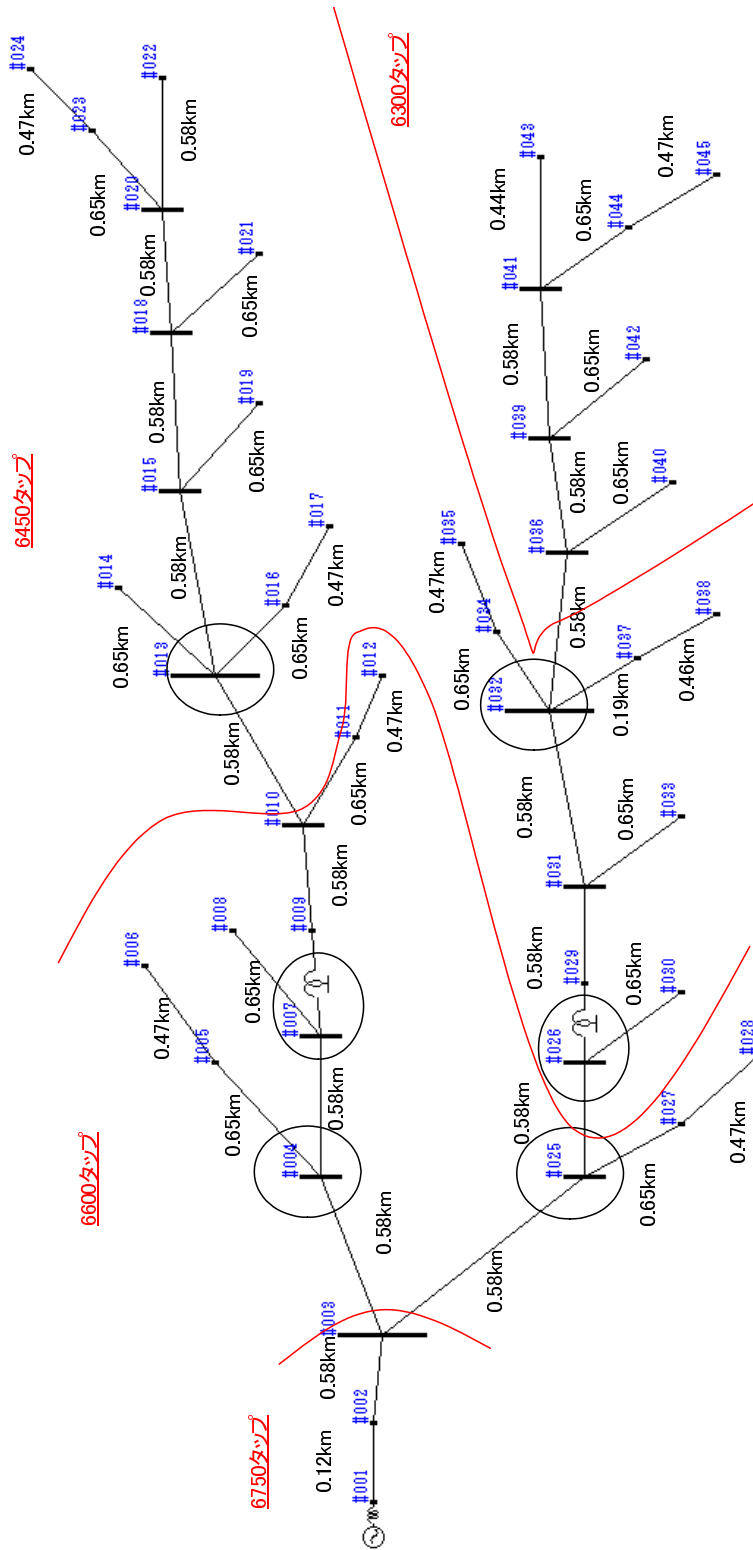 6750タップ
#001
0.12km
#002
0.58km
#003
6600タップ
0.58km
#004
0.65km
#005
0.47km
#006
0.58km
#007
0.65km
#008
#009
0.58km
#010
0.65km
#011
0.47km
#012
6450タップ
0.58km
#013
0.65km
#014
0.65km
#016
0.47km
#017
0.58km
#015
0.65km
#019
0.58km
#018
0.65km
#021
0.58km
#020
0.65km
#023
0.47km
#024
0.58km
#022
0.58km
#025
0.65km
#027
0.47km
#028
0.58km
#026
0.65km
#030
#029
0.58km
#031
0.65km
#033
0.58km
#032
0.65km
#034
0.47km
#035
0.19km
#037
0.46km
#038
6300タップ
0.58km
#036
0.65km
#040
0.58km
#039
0.65km
#042
0.58km
#041
0.44km
#043
0.65km
#044
0.47km
#045